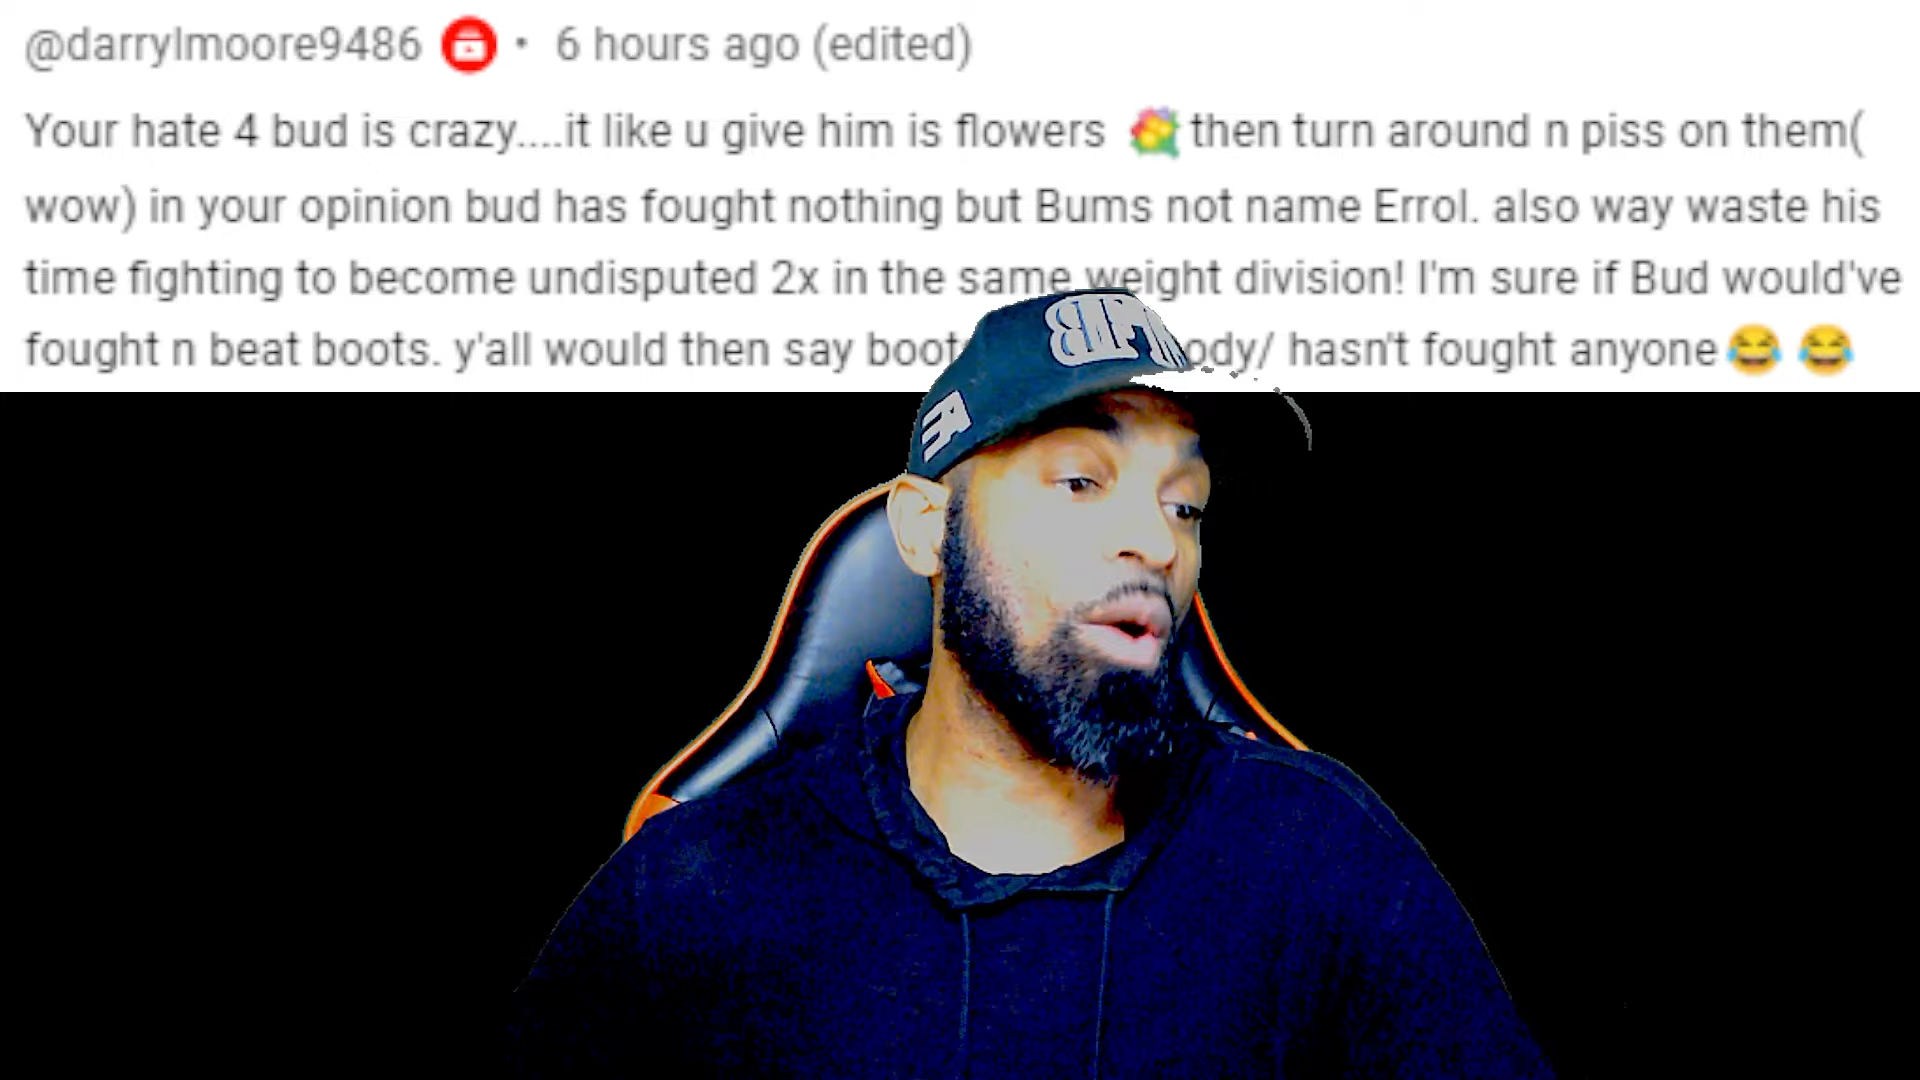 @darrylmoore9486 • 6 hours ago (edited)
Your hate 4 bud is crazy....it like u give him is flowers 💐 then turn around n piss on them(
wow) in your opinion bud has fought nothing but Bums not name Errol. also way waste his
time fighting to become undisputed 2x in the same weight division! I'm sure if Bud would've
fought n beat boots. y'all would then say boots ody/ hasn't fought anyone😂 😂